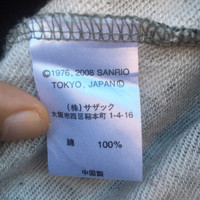 ©1976, 2008 SANRIO
TOKYO, JAPAN Ⓛ
(株) サザック
大阪市西区靱本町1-4-16
綿 100%
中国製